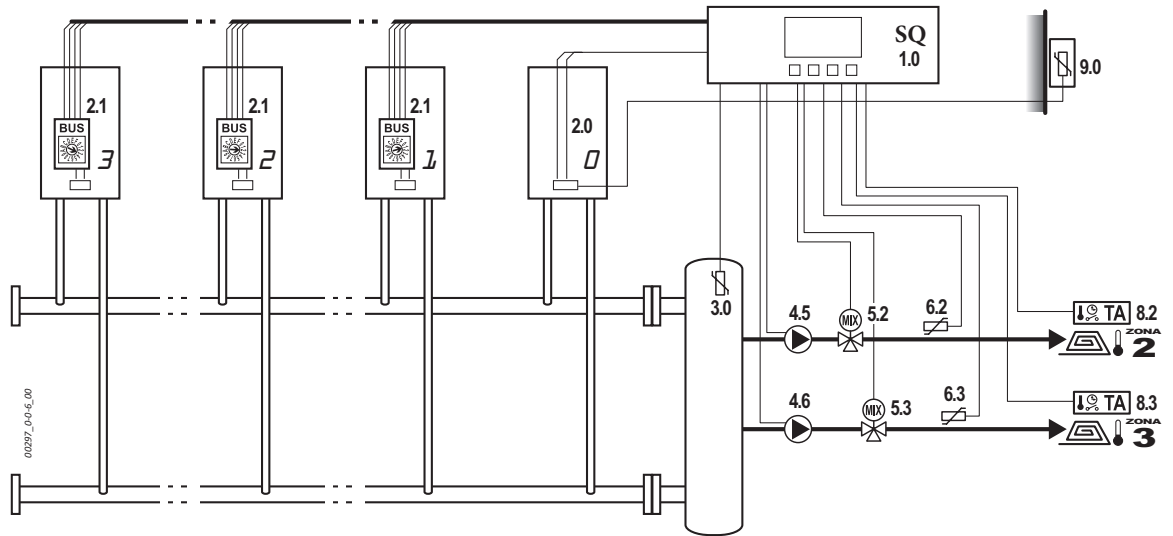 SQ
1.0
9.0
2.1
BUS
3
2.1
BUS
2
2.1
BUS
1
2.0
0
3.0
4.5
MIX
5.2
6.2
TA
8.2
ZONA
2
4.6
MIX
5.3
6.3
TA
8.3
ZONA
3
00297_0-0-6_00